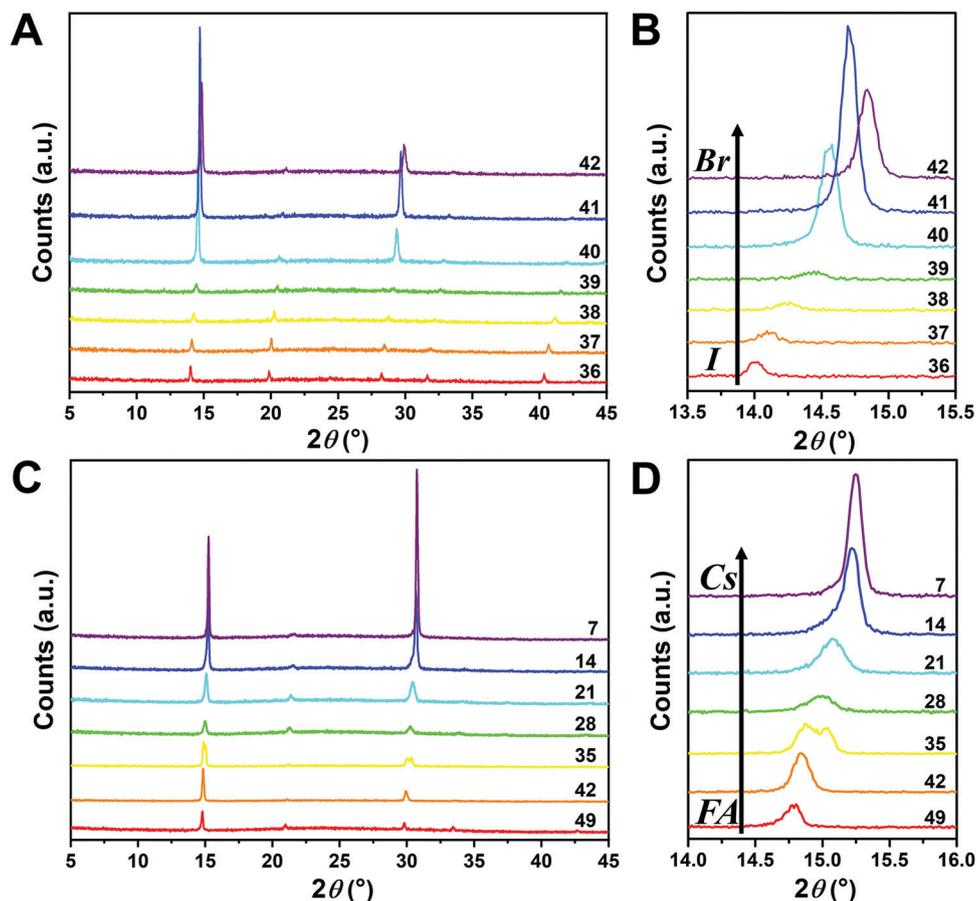 A
B
Counts (a.u.)
42
41
40
39
38
37
36
5 10 15 20 25 30 35 40 45
2θ (°)
Counts (a.u.)
Br
I
42
41
40
39
38
37
36
13.5 14.0 14.5 15.0 15.5
2θ (°)
C
D
Counts (a.u.)
7
14
21
28
35
42
49
5 10 15 20 25 30 35 40 45
2θ (°)
Counts (a.u.)
Cs
FA
7
14
21
28
35
42
49
14.0 14.5 15.0 15.5 16.0
2θ (°)